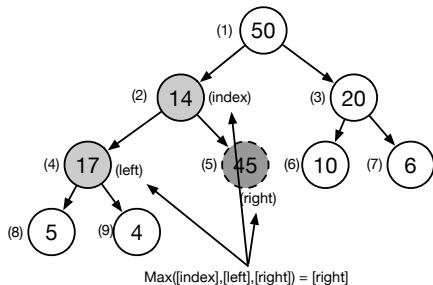 (1) 50
(2) 14 (index) (3) 20
(4) 17 (left) (5) 45 (right) (6) 10 (7) 6
(8) 5 (9) 4
Max([index],[left],[right]) = [right]